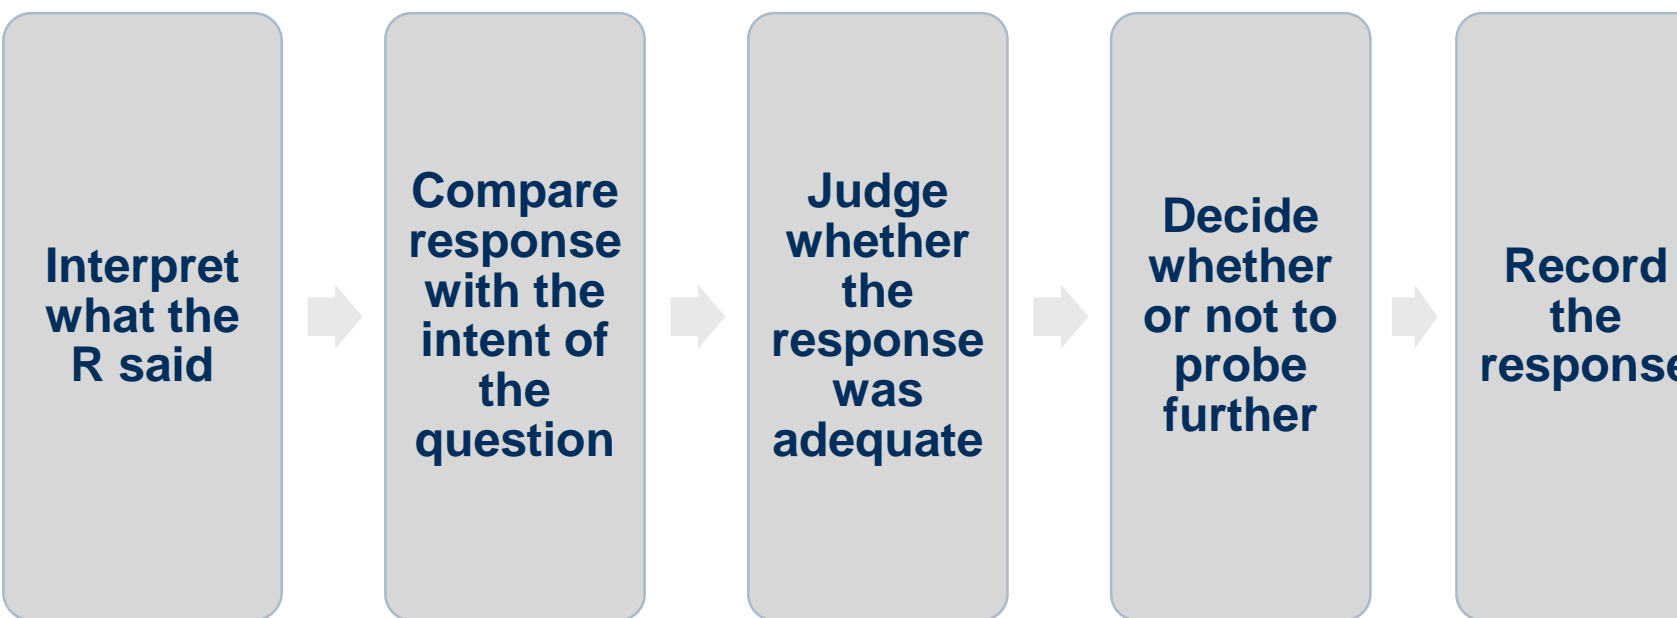 Interpret
what the
R said
Compare
response
with the
intent of
the
question
Judge
whether
the
response
was
adequate
Decide
whether
or not to
probe
further
Record
the
response